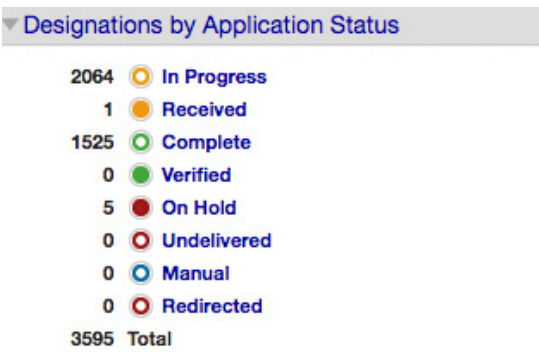 Designations by Application Status
2064 In Progress
1 Received
1525 Complete
0 Verified
5 On Hold
0 Undelivered
0 Manual
0 Redirected
3595 Total